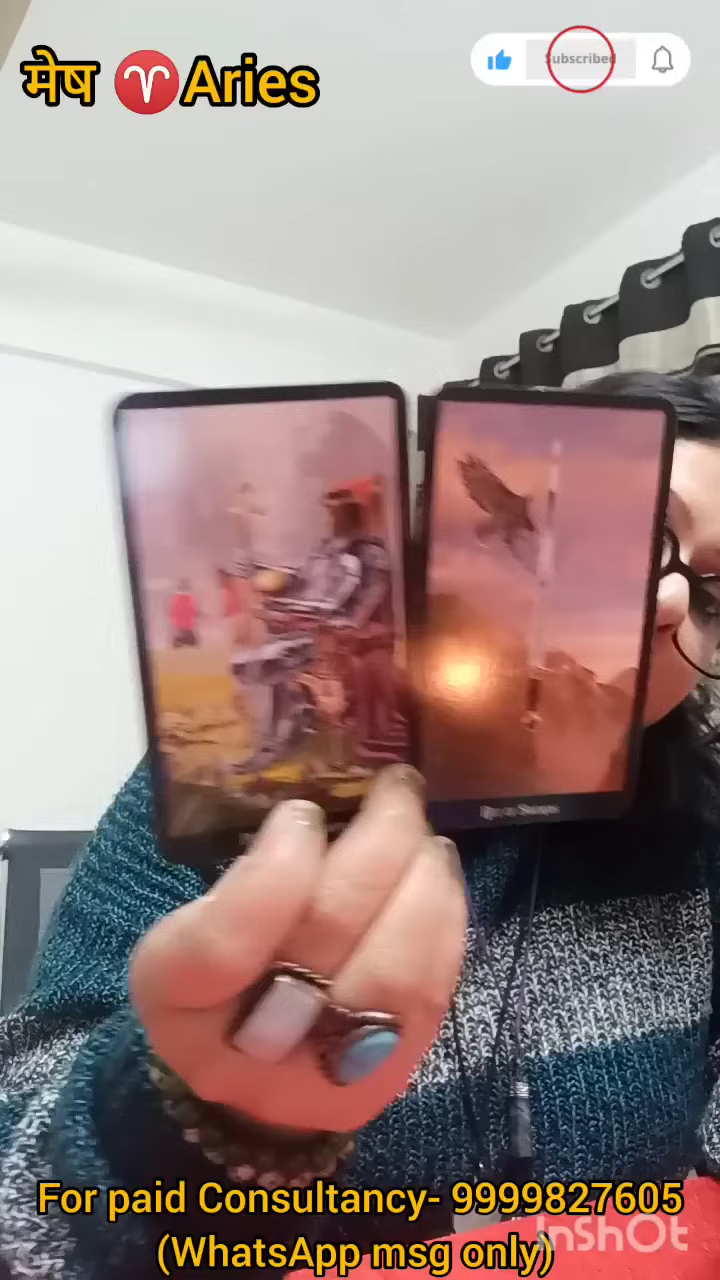 मेष ♈Aries
Subscribed
For paid Consultancy- 9999827605
(WhatsApp msg only)
InShOt